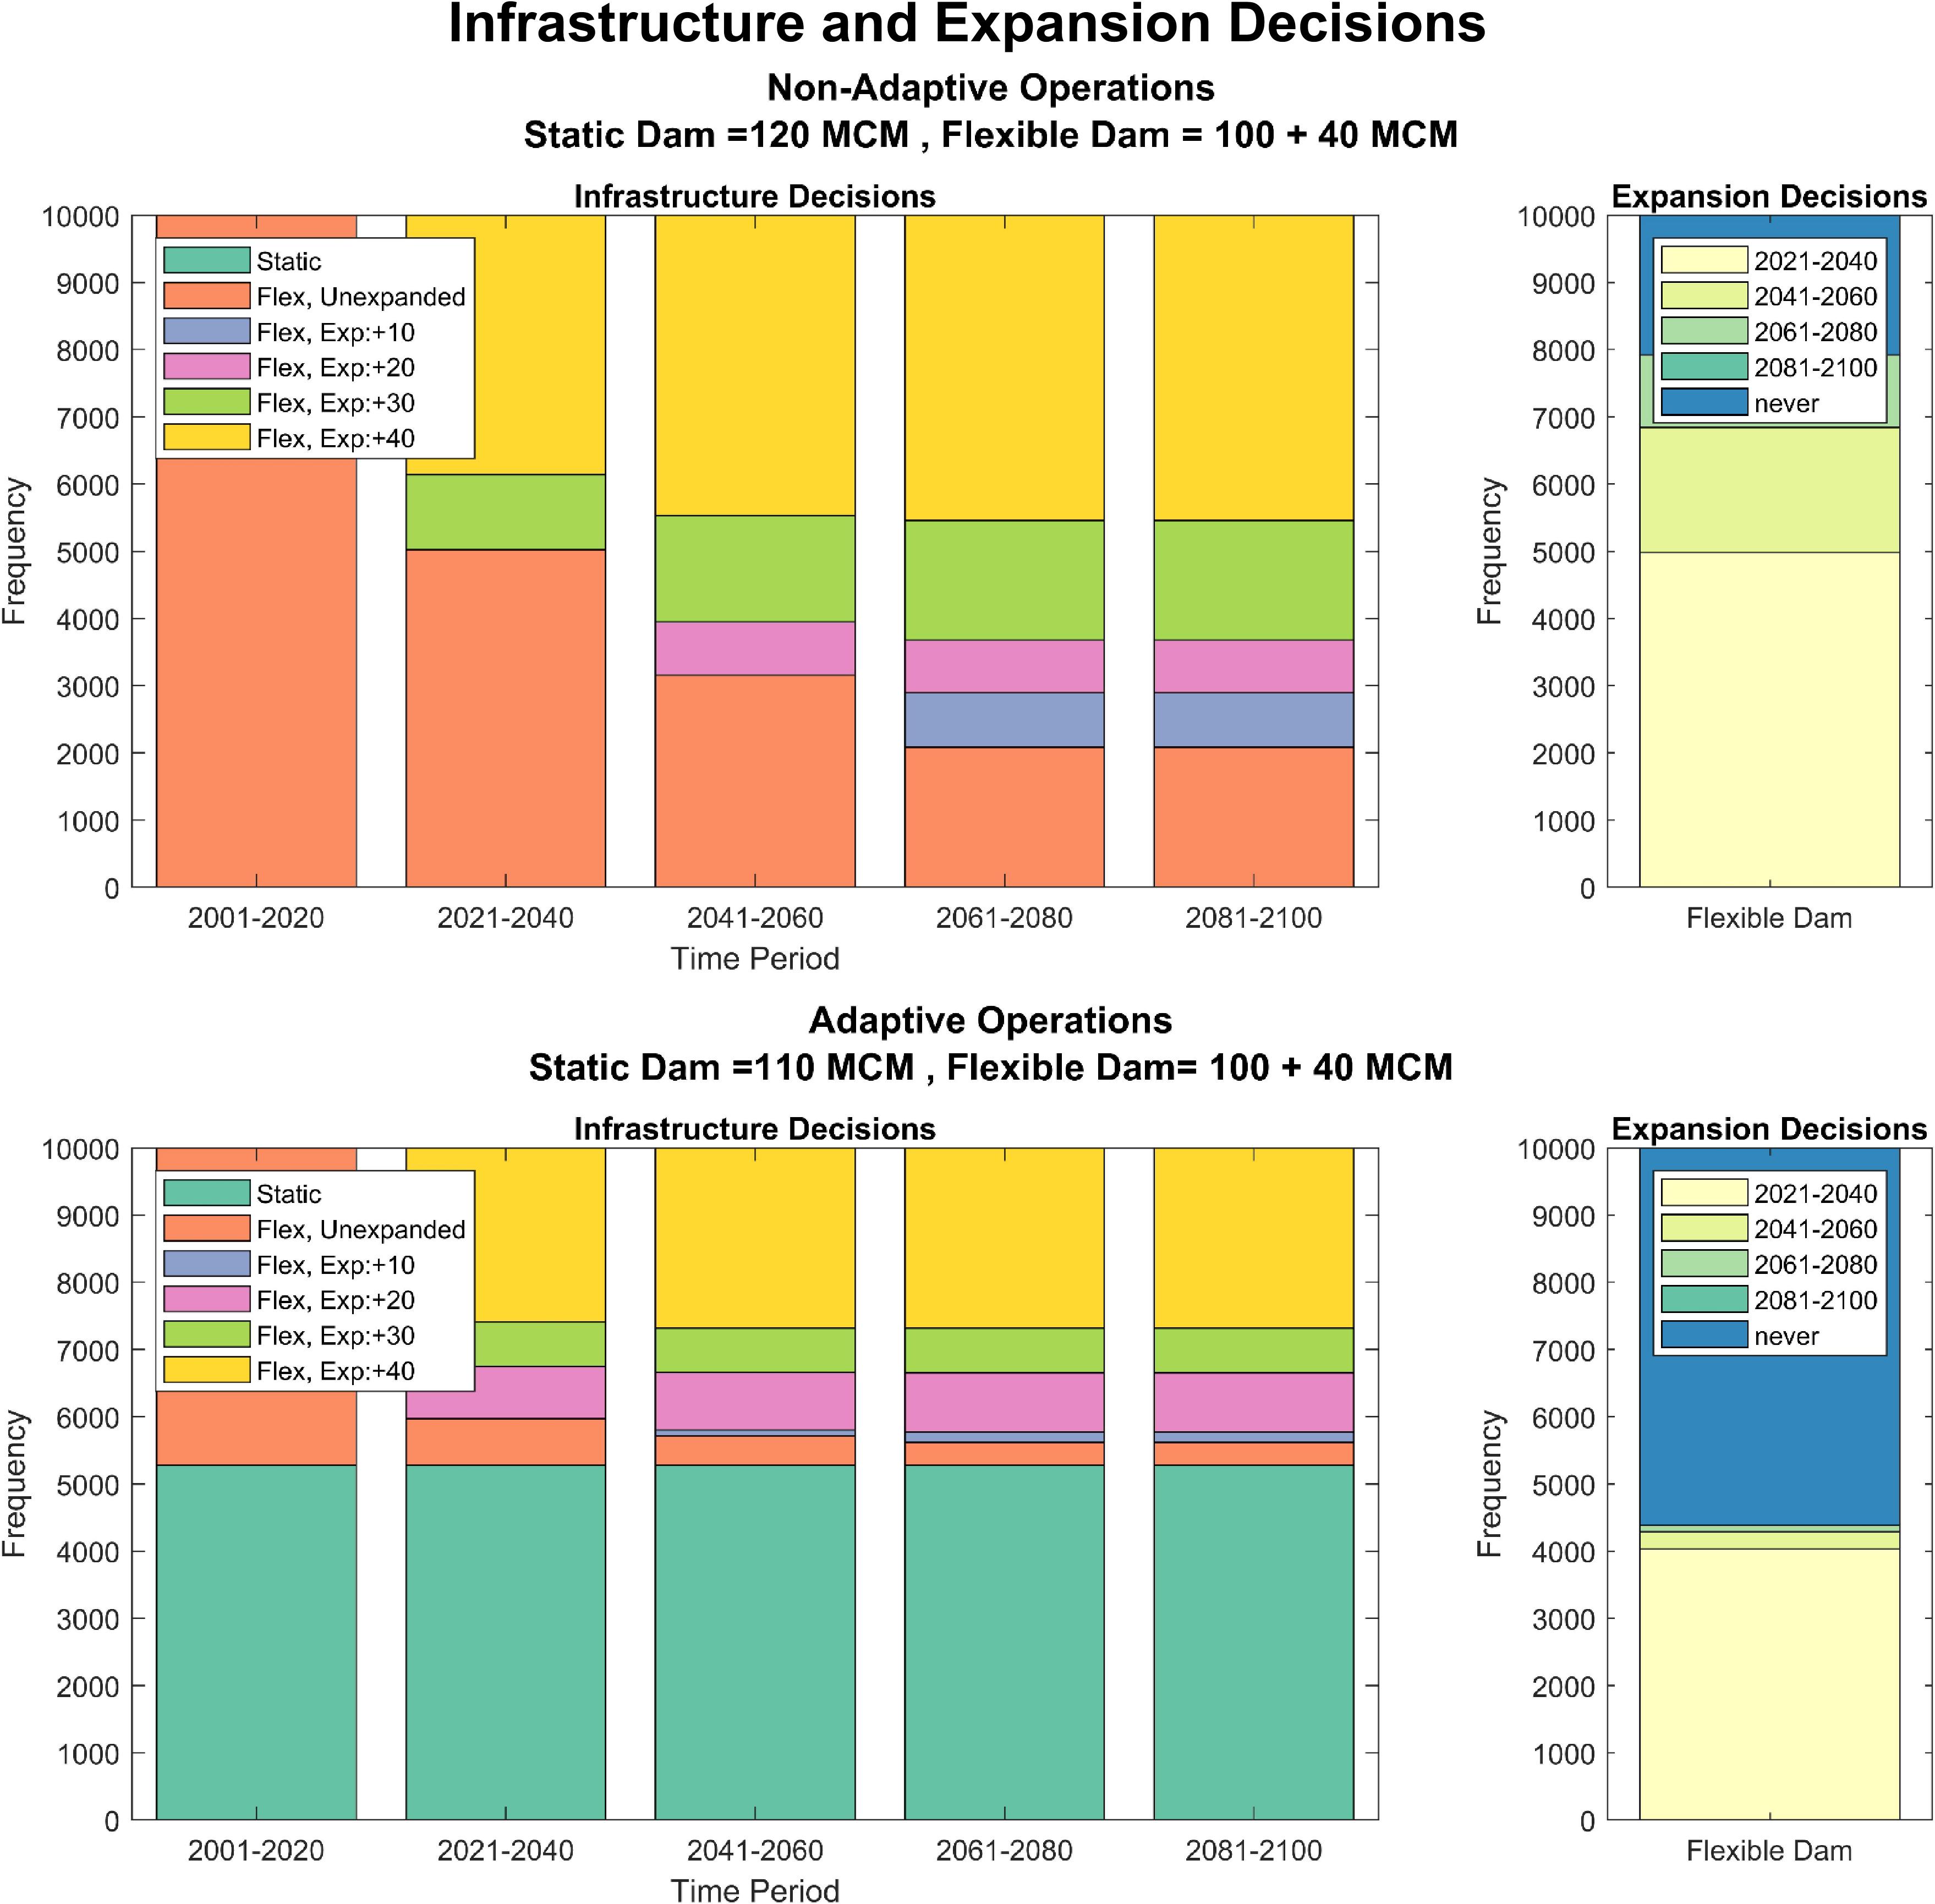 Infrastructure and Expansion Decisions
Non-Adaptive Operations
Static Dam =120 MCM , Flexible Dam = 100 + 40 MCM
Infrastructure Decisions
10000
9000
8000
7000
6000
5000
4000
3000
2000
1000
0
Frequency
Static
Flex, Unexpanded
Flex, Exp:+10
Flex, Exp:+20
Flex, Exp:+30
Flex, Exp:+40
2001-2020 2021-2040 2041-2060 2061-2080 2081-2100
Time Period
Expansion Decisions
10000
9000
8000
7000
6000
5000
4000
3000
2000
1000
0
Frequency
2021-2040
2041-2060
2061-2080
2081-2100
never
Flexible Dam
Adaptive Operations
Static Dam =110 MCM , Flexible Dam= 100 + 40 MCM
Infrastructure Decisions
10000
9000
8000
7000
6000
5000
4000
3000
2000
1000
0
Frequency
Static
Flex, Unexpanded
Flex, Exp:+10
Flex, Exp:+20
Flex, Exp:+30
Flex, Exp:+40
2001-2020 2021-2040 2041-2060 2061-2080 2081-2100
Time Period
Expansion Decisions
10000
9000
8000
7000
6000
5000
4000
3000
2000
1000
0
Frequency
2021-2040
2041-2060
2061-2080
2081-2100
never
Flexible Dam